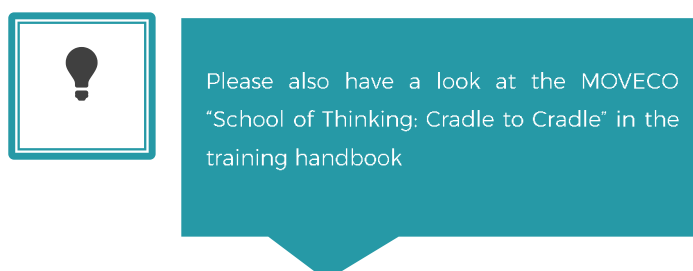 Please also have a look at the MOVECO
“School of Thinking: Cradle to Cradle” in the
training handbook